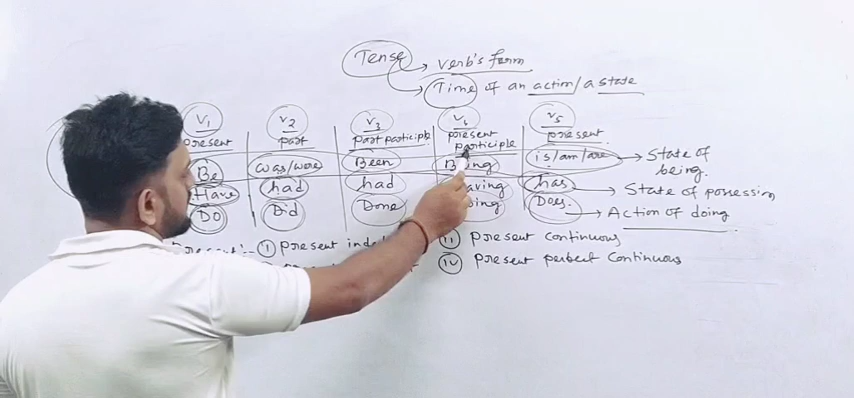 Tense → verb's form
→ Time of an action/a state
V1 V2 V3 V4 V5
present past past participle present participle present
Be was/were Been Being is/am/are → State of being.
Have had had having has → State of possession
Do Did Done Doing Does. → Action of doing
present:- (i) present (ii) present continuous
(iv) present perfect continuous